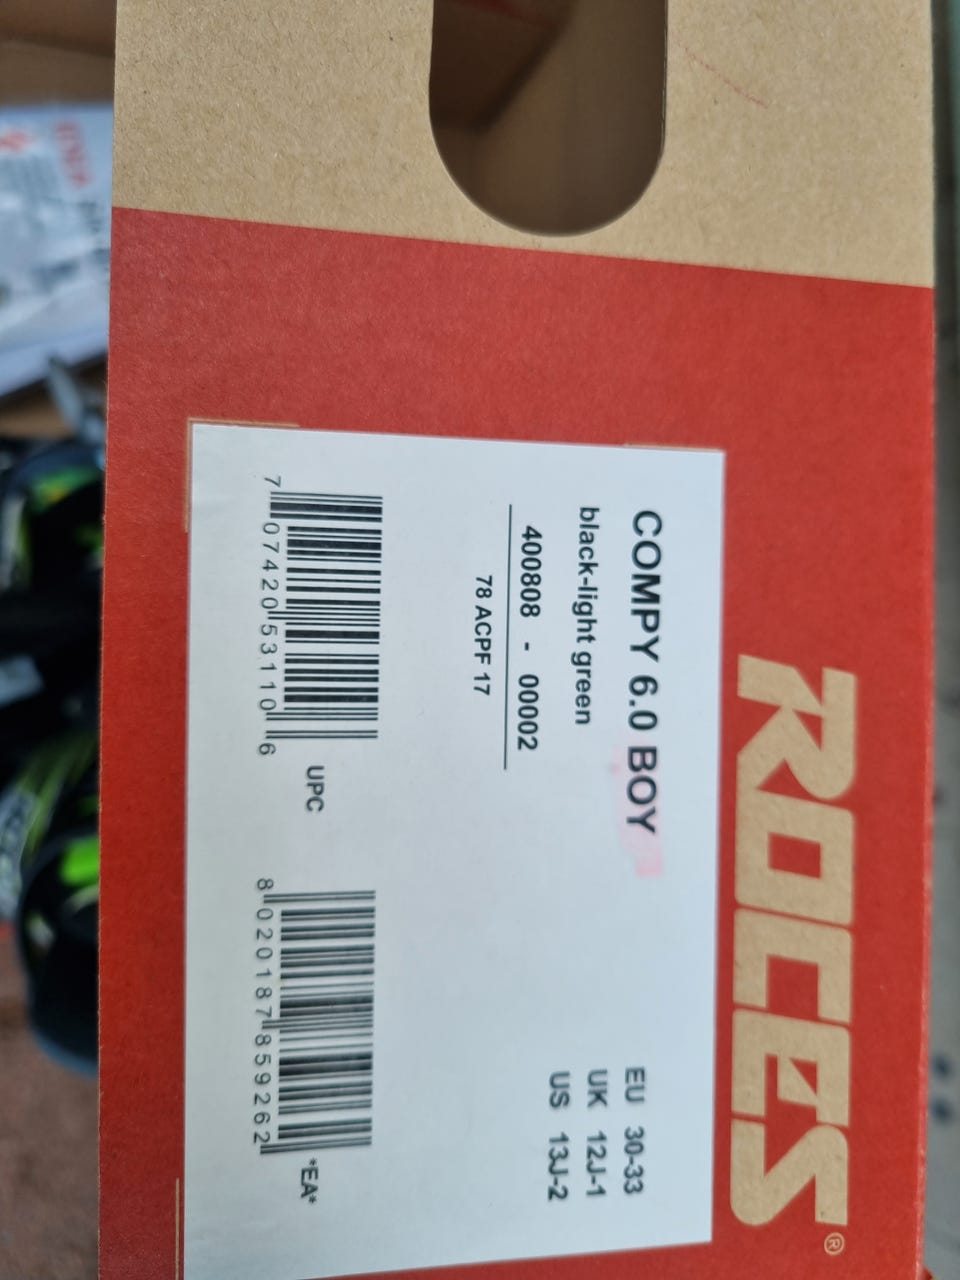 ROCES®
COMPY 6.0 BOY
black-light green
400808 - 00002
78 ACPF 17
EU 30-33
UK 12J-1
US 13J-2
UPC
7 07420 53110 6
*EA*
8 020187 859262